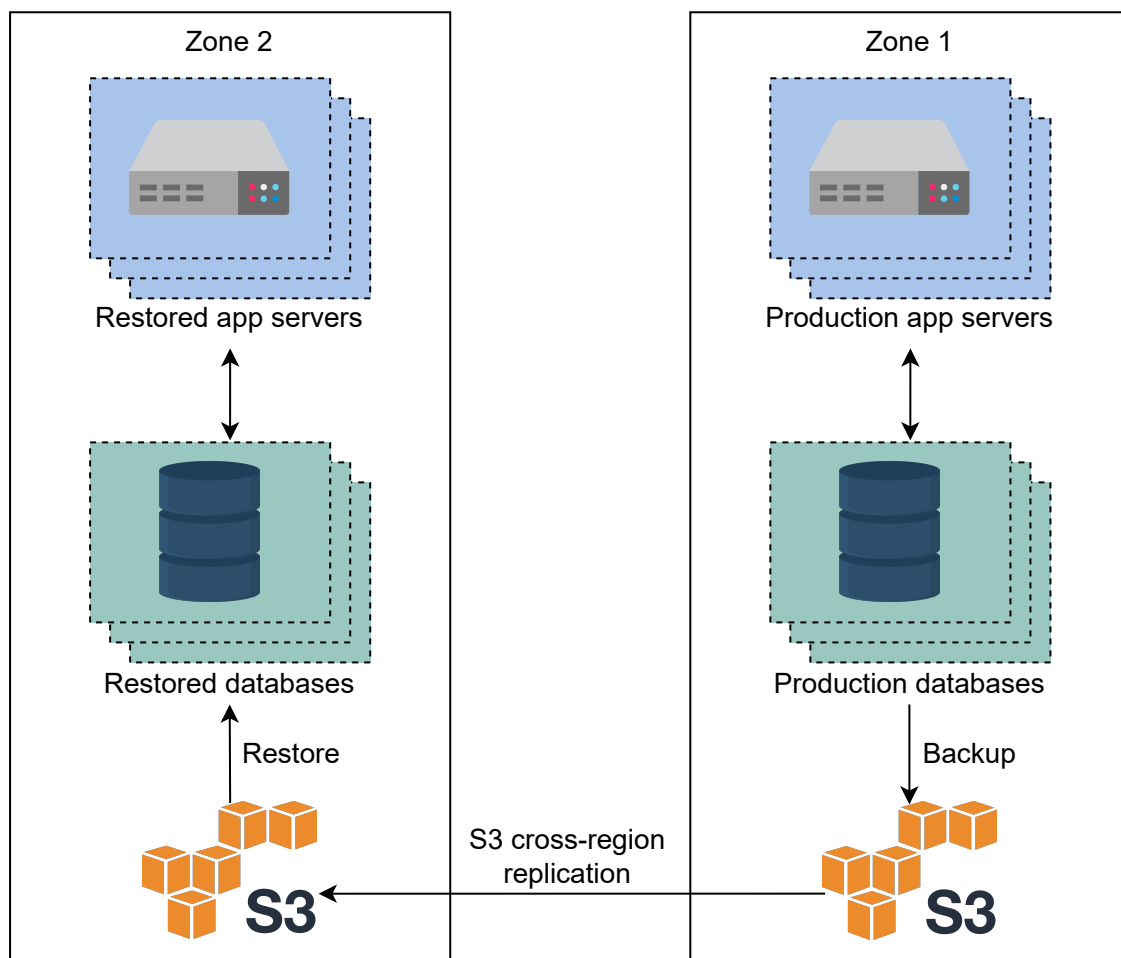 Zone 2
Restored app servers
Restored databases
Restore
S3
S3 cross-region
replication
Zone 1
Production app servers
Production databases
Backup
S3